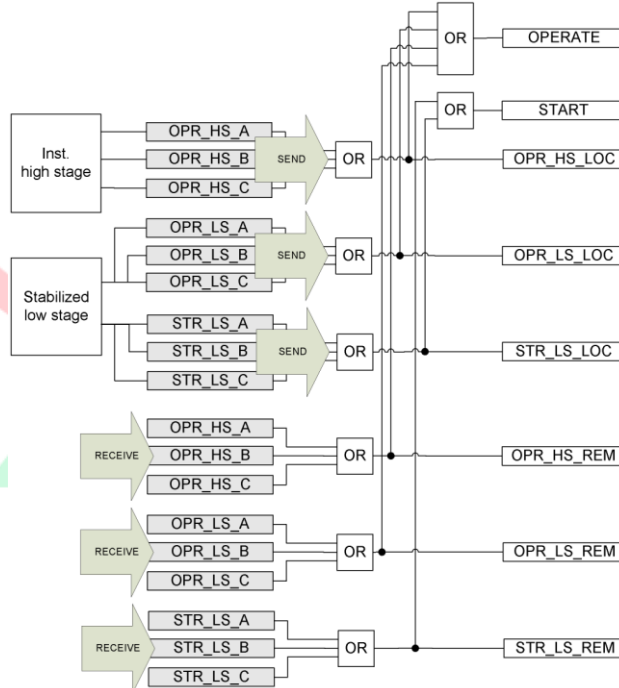 OR
OPERATE
OR
START
Inst.
high stage
OPR_HS_A
OPR_HS_B
OPR_HS_C
SEND
OR
OPR_HS_LOC
Stabilized
low stage
OPR_LS_A
OPR_LS_B
OPR_LS_C
SEND
OR
OPR_LS_LOC
STR_LS_A
STR_LS_B
STR_LS_C
SEND
OR
STR_LS_LOC
RECEIVE
OPR_HS_A
OPR_HS_B
OPR_HS_C
OR
OPR_HS_REM
RECEIVE
OPR_LS_A
OPR_LS_B
OPR_LS_C
OR
OPR_LS_REM
RECEIVE
STR_LS_A
STR_LS_B
STR_LS_C
OR
STR_LS_REM